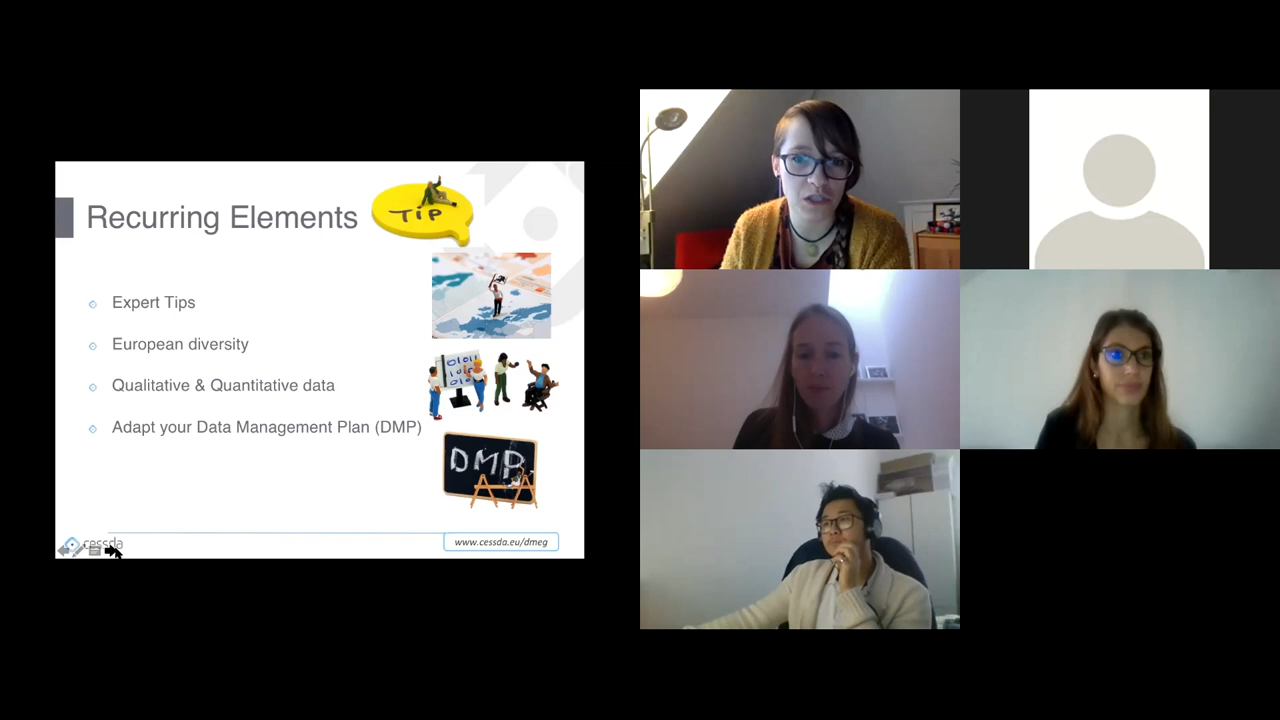 Recurring Elements
TIP
Expert Tips
European diversity
Qualitative & Quantitative data
Adapt your Data Management Plan (DMP)
DMP
cessda
www.cessda.eu/dmeg